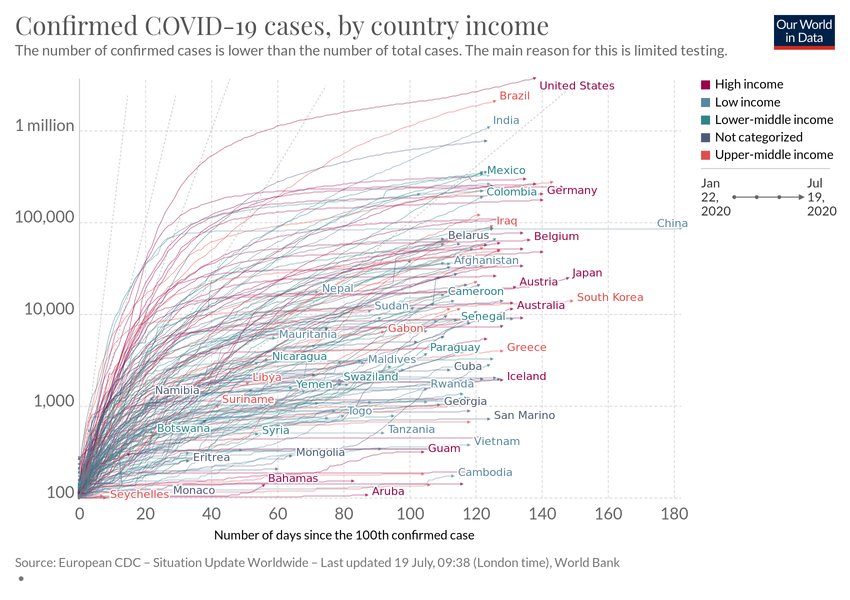 Confirmed COVID-19 cases, by country income
The number of confirmed cases is lower than the number of total cases. The main reason for this is limited testing.
Our World
in Data
High income
Low income
Lower-middle income
Not categorized
Upper-middle income
Jan
22,
2020
Jul
19,
2020
1 million
100,000
10,000
1,000
100
United States
Brazil
India
Mexico
Colombia
Germany
Iraq
China
Belarus
Belgium
Afghanistan
Japan
Austria
Nepal
Cameroon
South Korea
Sudan
Australia
Senegal
Gabon
Mauritania
Paraguay
Greece
Nicaragua
Maldives
Cuba
Libya
Yemen
Swaziland
Iceland
Namibia
Rwanda
Suriname
Georgia
Togo
San Marino
Botswana
Syria
Tanzania
Vietnam
Eritrea
Mongolia
Guam
Cambodia
Bahamas
Seychelles
Monaco
Aruba
0 20 40 60 80 100 120 140 160 180
Number of days since the 100th confirmed case
Source: European CDC – Situation Update Worldwide – Last updated 19 July, 09:38 (London time), World Bank